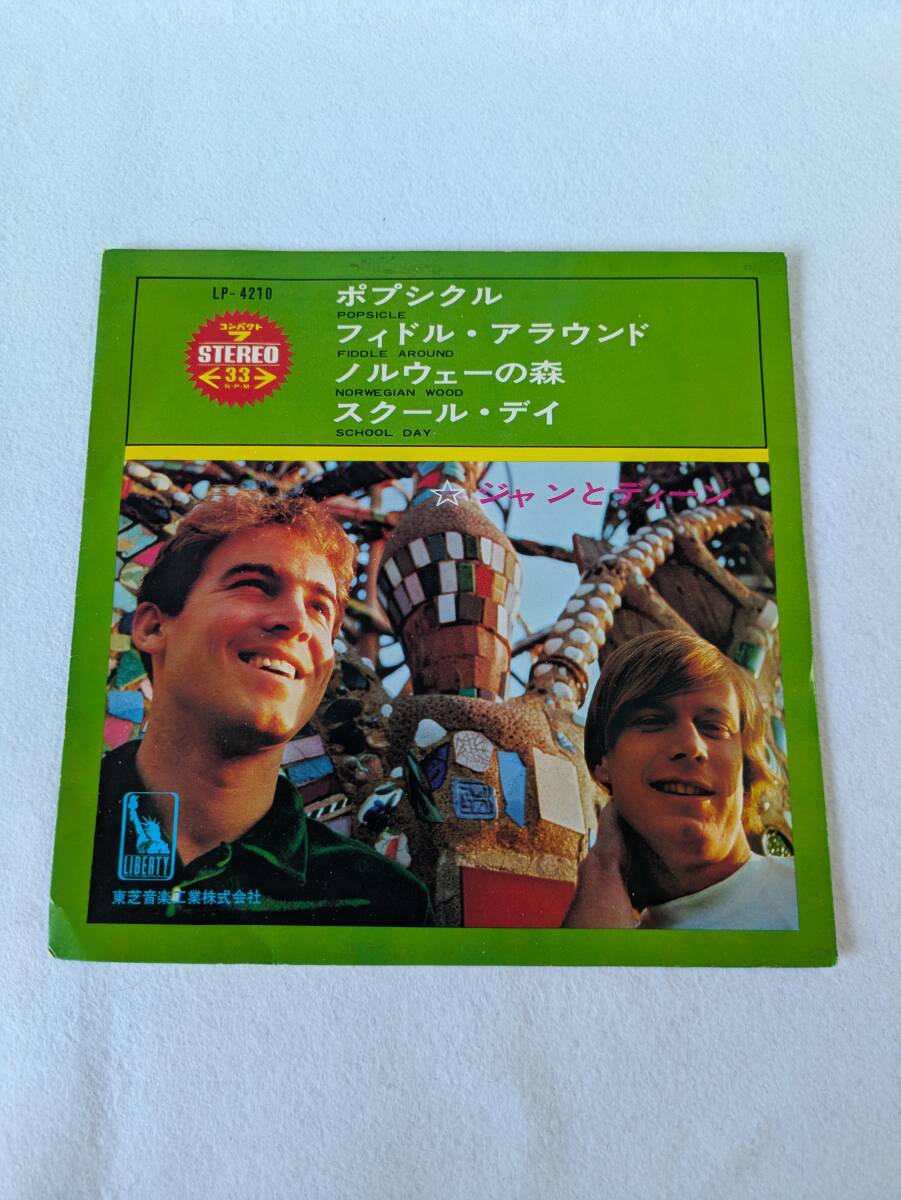 LP-4210
コンパクト
7
STEREO
33
R·P·M
ポプシクル
POPSICLE
フィドル・アラウンド
FIDDLE AROUND
ノルウェーの森
NORWEGIAN WOOD
スクール・デイ
SCHOOL DAY
☆ジャンとディーン
LIBERTY
東芝音楽工業株式会社